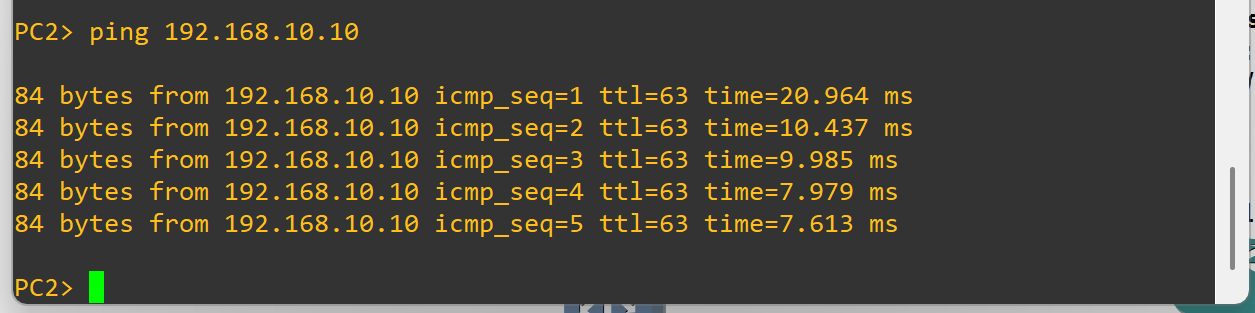 PC2> ping 192.168.10.10
84 bytes from 192.168.10.10 icmp_seq=1 ttl=63 time=20.964 ms
84 bytes from 192.168.10.10 icmp_seq=2 ttl=63 time=10.437 ms
84 bytes from 192.168.10.10 icmp_seq=3 ttl=63 time=9.985 ms
84 bytes from 192.168.10.10 icmp_seq=4 ttl=63 time=7.979 ms
84 bytes from 192.168.10.10 icmp_seq=5 ttl=63 time=7.613 ms
PC2>